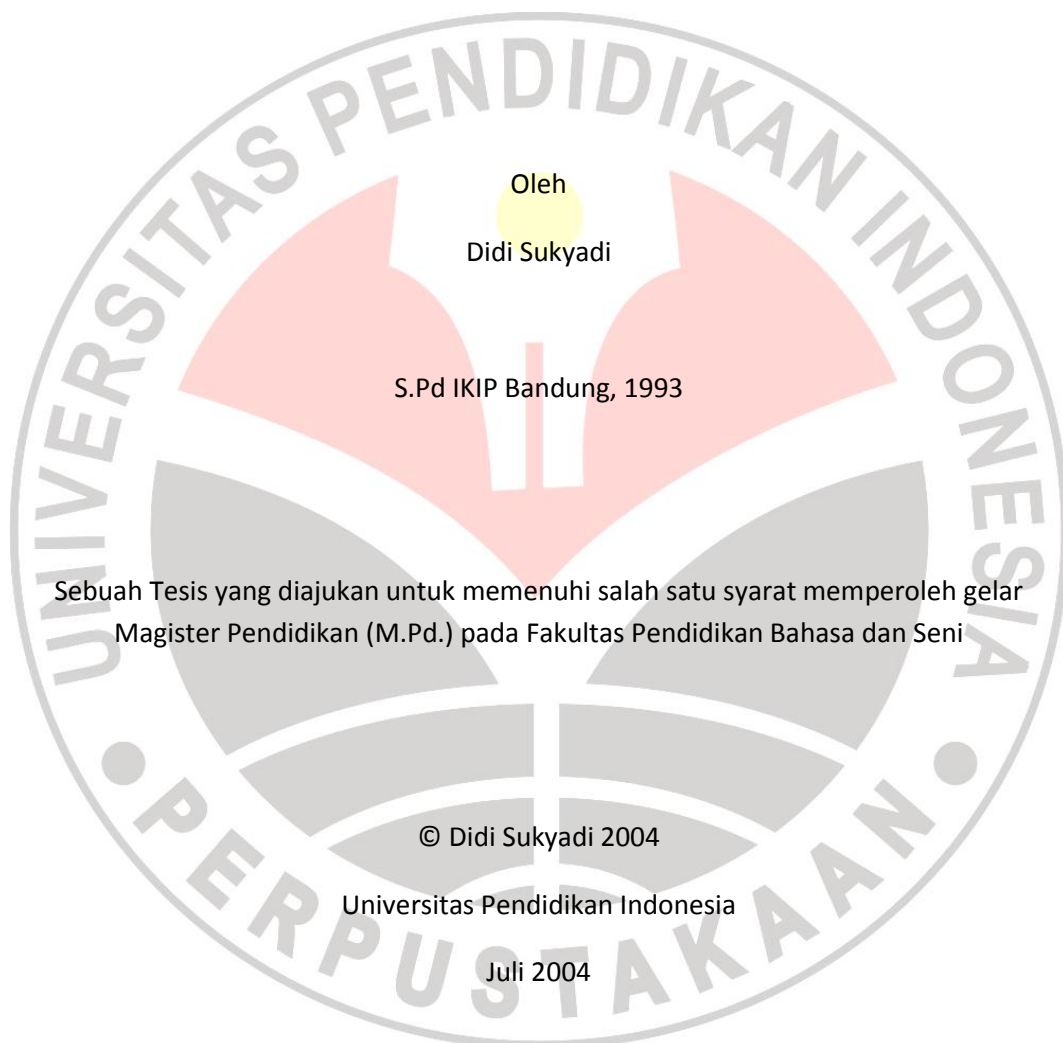 UNIVERSITAS PENDIDIKAN INDONESIA
Oleh
Didi Sukyadi
S.Pd IKIP Bandung, 1993
Sebuah Tesis yang diajukan untuk memenuhi salah satu syarat memperoleh gelar
Magister Pendidikan (M.Pd.) pada Fakultas Pendidikan Bahasa dan Seni
© Didi Sukyadi 2004
Universitas Pendidikan Indonesia
Juli 2004
PERPUSTAKAAN